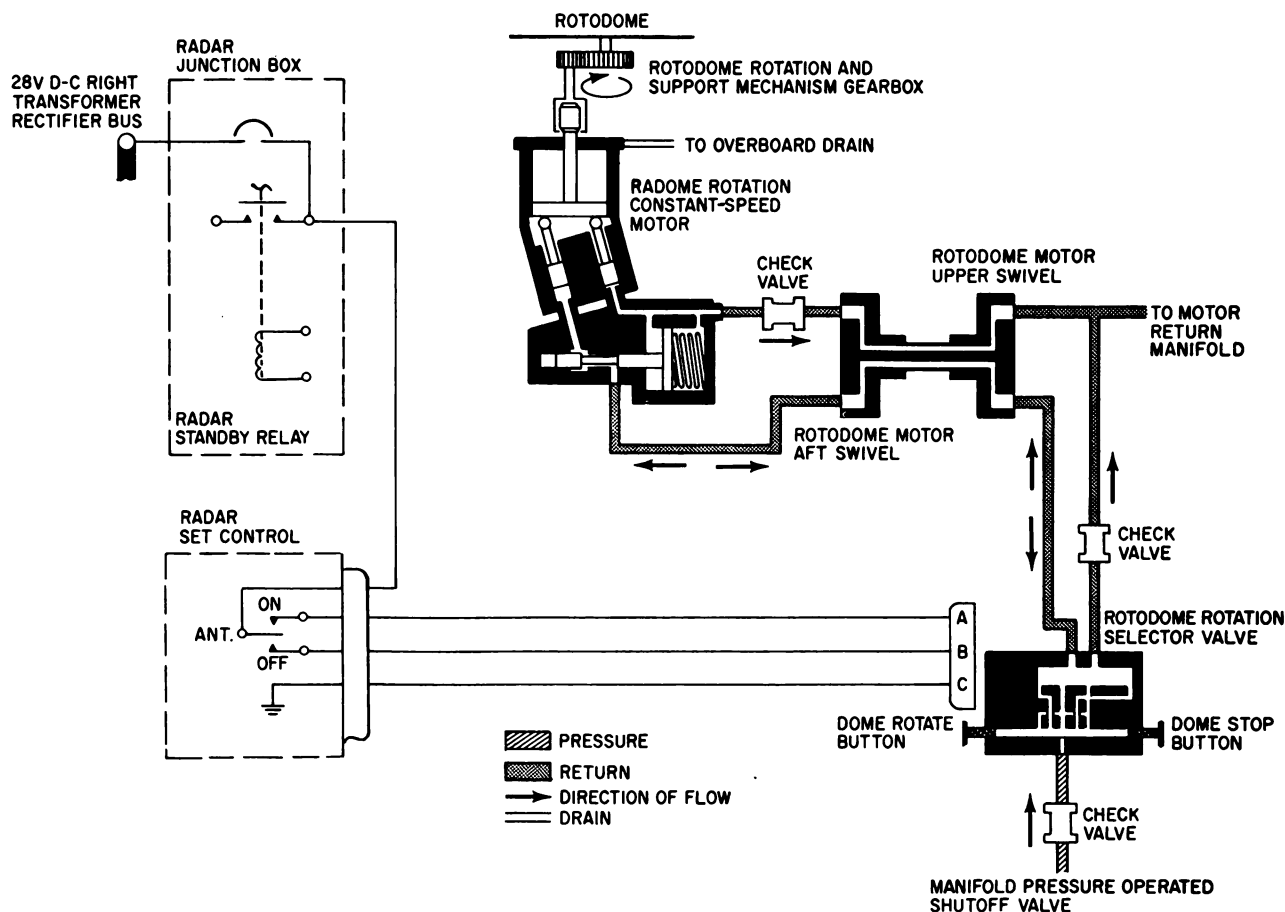 ROTODOME
RADAR
JUNCTION BOX
28V D-C RIGHT
TRANSFORMER
RECTIFIER BUS
ROTODOME ROTATION AND
SUPPORT MECHANISM GEARBOX
TO OVERBOARD DRAIN
RADOME ROTATION
CONSTANT-SPEED
MOTOR
CHECK
VALVE
ROTODOME MOTOR
UPPER SWIVEL
TO MOTOR
RETURN
MANIFOLD
RADAR
STANDBY RELAY
ROTODOME MOTOR
AFT SWIVEL
RADAR
SET CONTROL
CHECK
VALVE
ON
ANT.
OFF
A
B
C
ROTODOME ROTATION
SELECTOR VALVE
DOME ROTATE
BUTTON
DOME STOP
BUTTON
PRESSURE
RETURN
DIRECTION OF FLOW
DRAIN
CHECK
VALVE
MANIFOLD PRESSURE OPERATED
SHUTOFF VALVE